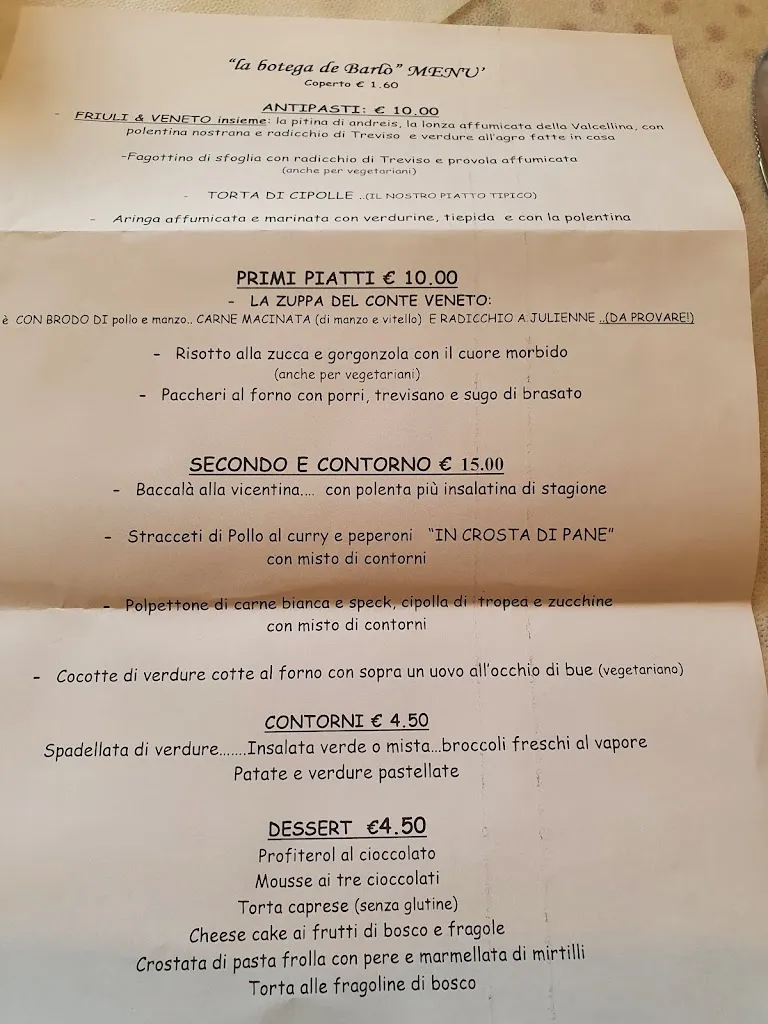 "la botega de Barlò" MENU'
Coperto € 1.60
ANTIPASTI: € 10.00
- FRIULI & VENETO insieme: la pitina di andreis, la lonza affumicata della Valcellina, con
polentina nostrana e radicchio di Treviso e verdure all'agro fatte in casa
-Fagottino di sfoglia con radicchio di Treviso e provola affumicata
(anche per vegetariani)
- TORTA DI CIPOLLE ..(IL NOSTRO PIATTO TIPICO)
- Aringa affumicata e marinata con verdurine, tiepida e con la polentina
PRIMI PIATTI € 10.00
- LA ZUPPA DEL CONTE VENETO:
è CON BRODO DI pollo e manzo.. CARNE MACINATA (di manzo e vitello) E RADICCHIO A JULIENNE ..(DA PROVARE!)
- Risotto alla zucca e gorgonzola con il cuore morbido
(anche per vegetariani)
- Paccheri al forno con porri, trevisano e sugo di brasato
SECONDO E CONTORNO € 15.00
- Baccalà alla vicentina.... con polenta più insalatina di stagione
- Stracceti di Pollo al curry e peperoni "IN CROSTA DI PANE"
con misto di contorni
- Polpettone di carne bianca e speck, cipolla di tropea e zucchine
con misto di contorni
- Cocotte di verdure cotte al forno con sopra un uovo all'occhio di bue (vegetariano)
CONTORNI € 4.50
Spadellata di verdure.......Insalata verde o mista...broccoli freschi al vapore
Patate e verdure pastellate
DESSERT €4.50
Profiterol al cioccolato
Mousse ai tre cioccolati
Torta caprese (senza glutine)
Cheese cake ai frutti di bosco e fragole
Crostata di pasta frolla con pere e marmellata di mirtilli
Torta alle fragoline di bosco